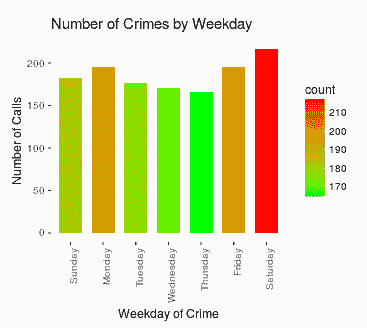 Number of Crimes by Weekday
Number of Calls
200
150
100
50
0
Sunday
Monday
Tuesday
Wednesday
Thursday
Friday
Saturday
Weekday of Crime
count
210
200
190
180
170